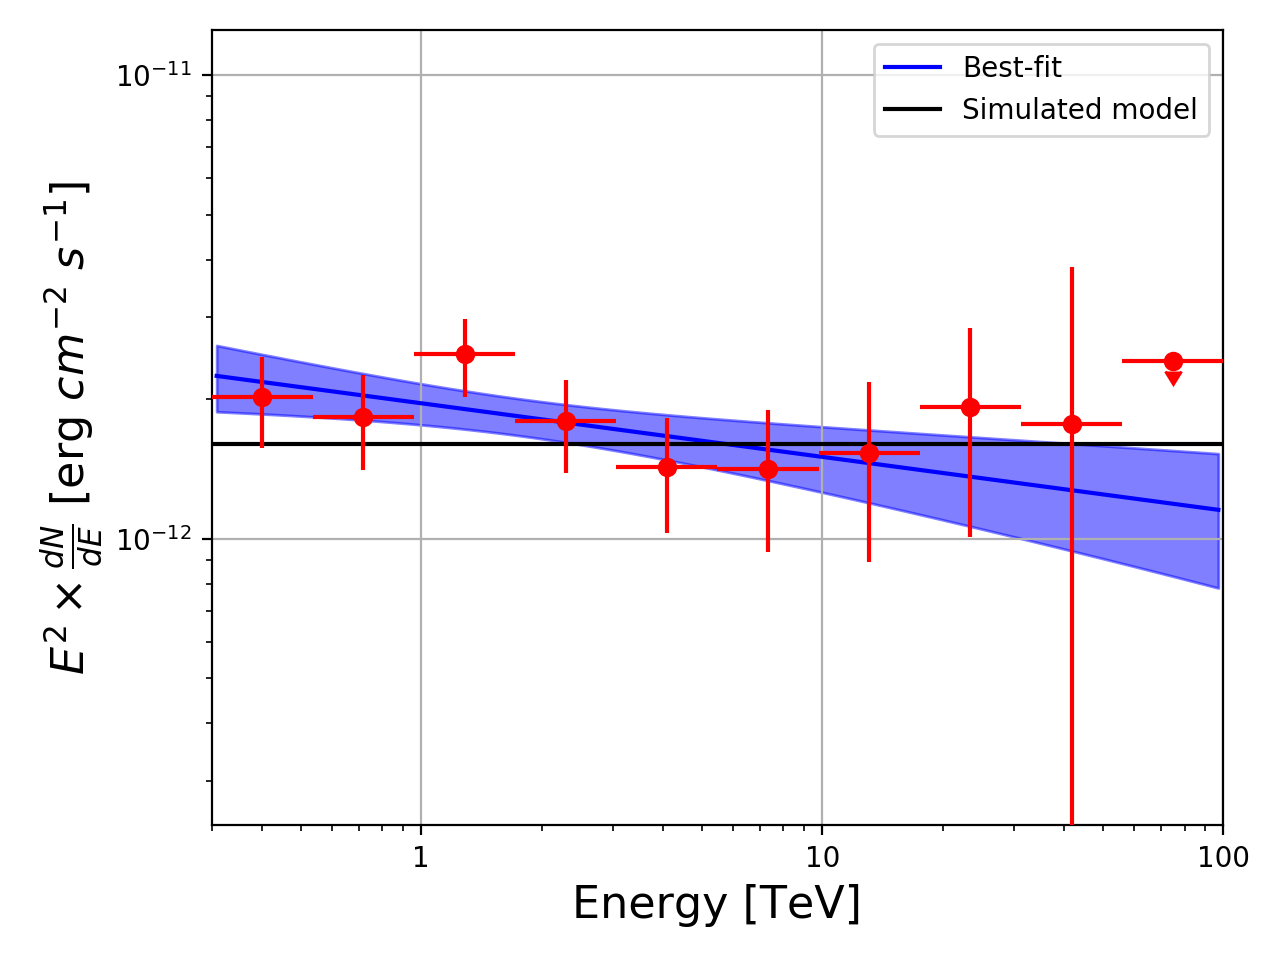 10⁻¹¹
10⁻¹²
E² × dN/dE [erg cm⁻² s⁻¹]
Best-fit
Simulated model
1
10
100
Energy [TeV]